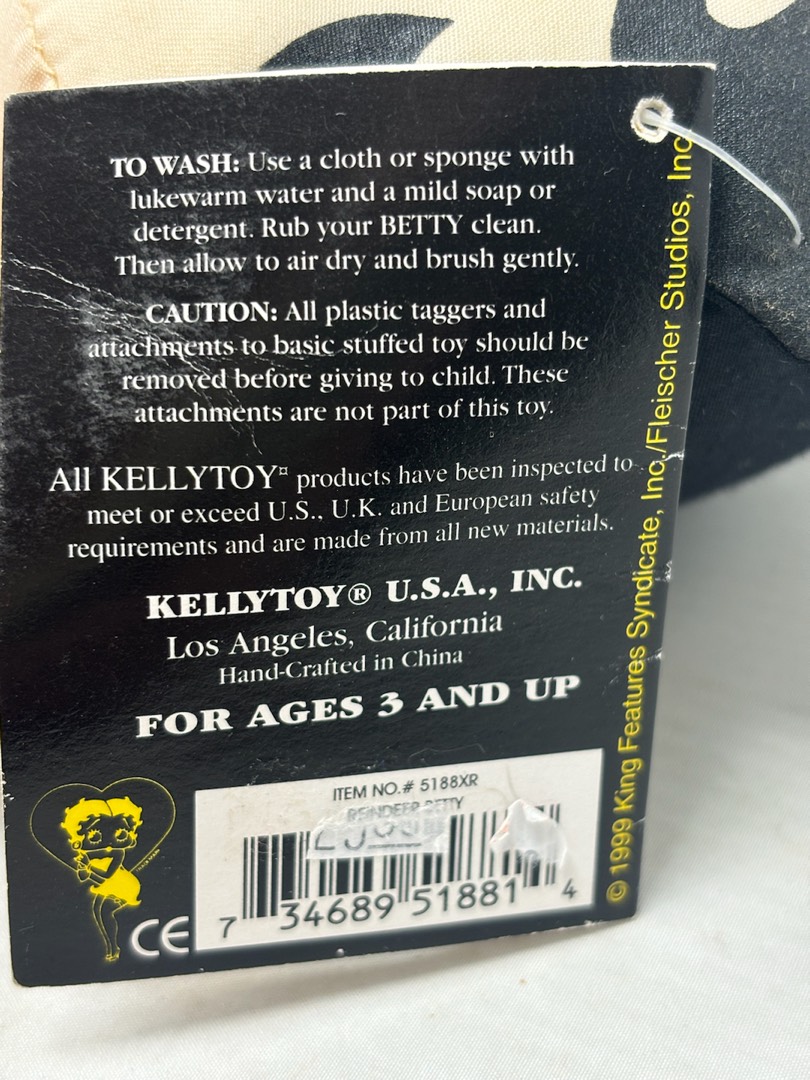 TO WASH: Use a cloth or sponge with
lukewarm water and a mild soap or
detergent. Rub your BETTY clean.
Then allow to air dry and brush gently.
CAUTION: All plastic taggers and
attachments to basic stuffed toy should be
removed before giving to child. These
attachments are not part of this toy.
All KELLYTOY¤ products have been inspected to
meet or exceed U.S., U.K. and European safety
requirements and are made from all new materials.
KELLYTOY® U.S.A., INC.
Los Angeles, California
Hand-Crafted in China
FOR AGES 3 AND UP
ITEM NO.# 5188XR
REINDEER BETTY
7 34689 51881 4
CE
© 1999 King Features Syndicate, Inc./Fleischer Studios, Inc